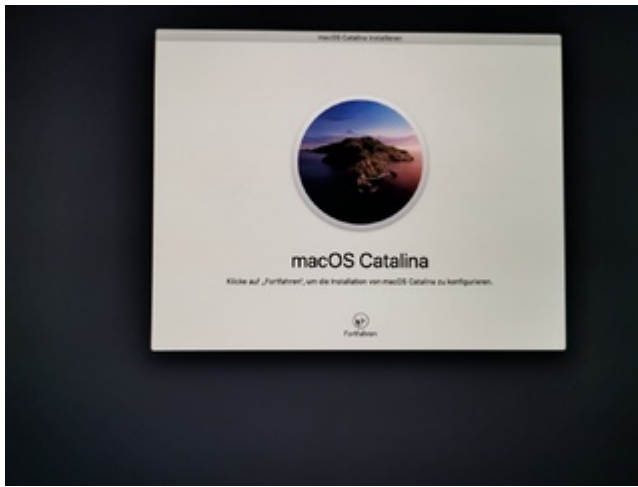 macOS Catalina installieren
macOS Catalina
Klicke auf „Fortfahren“, um die Installation von macOS Catalina zu konfigurieren.
Fortfahren